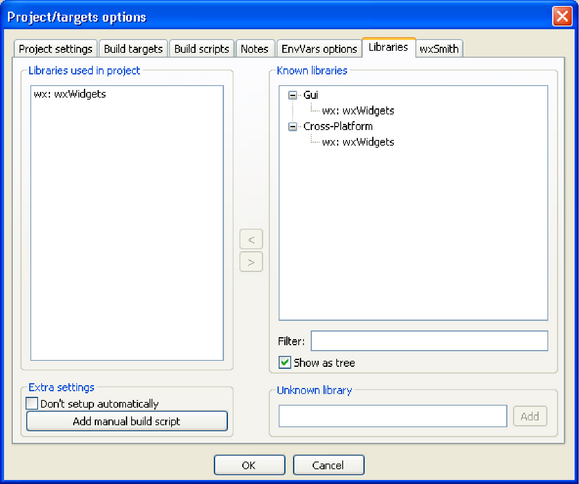 Project/targets options
Project settings
Build targets
Build scripts
Notes
EnvVars options
Libraries
wxSmith
Libraries used in project
wx: wxWidgets
Known libraries
Gui
wx: wxWidgets
Cross-Platform
wx: wxWidgets
<
>
Filter:
Show as tree
Extra settings
Don't setup automatically
Add manual build script
Unknown library
Add
OK
Cancel